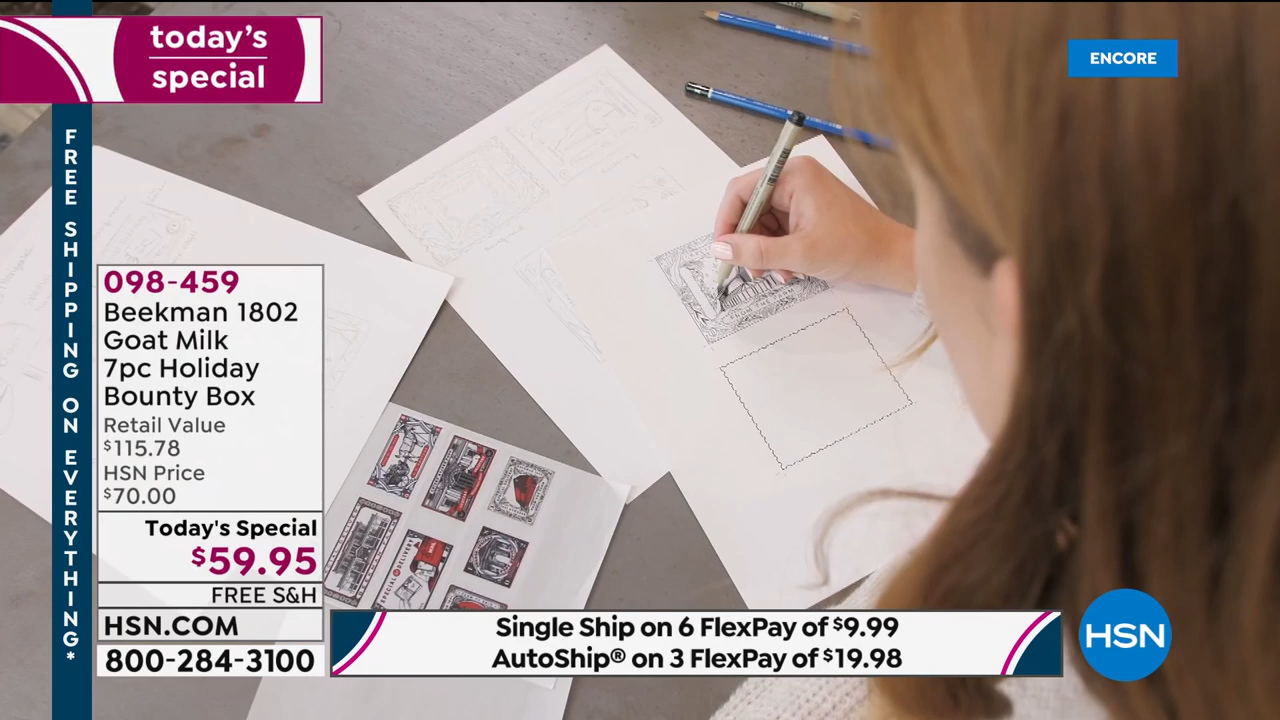 today's
special
ENCORE
FREE SHIPPING ON EVERYTHING*
098-459
Beekman 1802
Goat Milk
7pc Holiday
Bounty Box
Retail Value
$115.78
HSN Price
$70.00
Today's Special
$59.95
FREE S&H
HSN.COM
800-284-3100
Single Ship on 6 FlexPay of $9.99
AutoShip® on 3 FlexPay of $19.98
HSN
SPECIAL DELIVERY